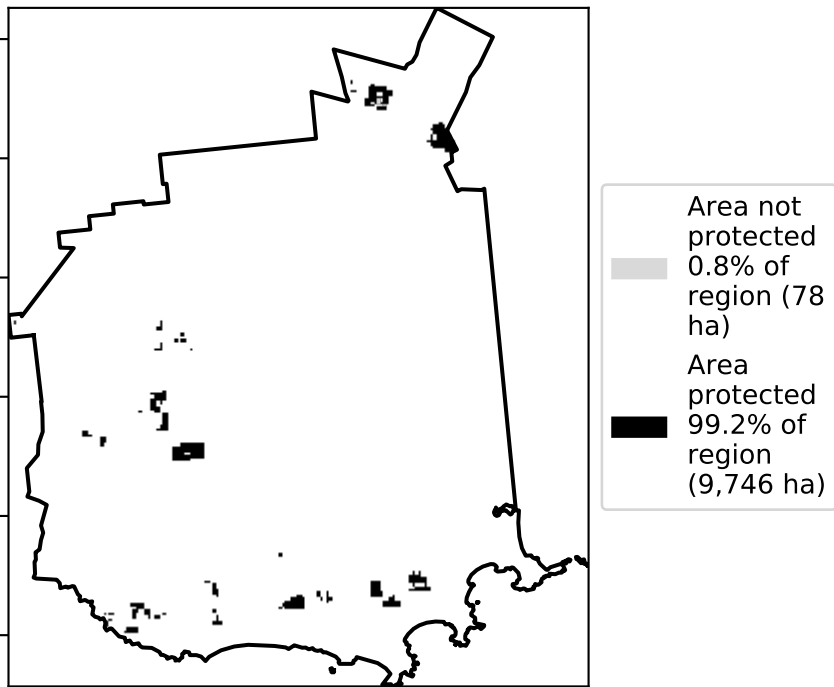 Area not
protected
0.8% of
region (78
ha)
Area
protected
99.2% of
region
(9,746 ha)